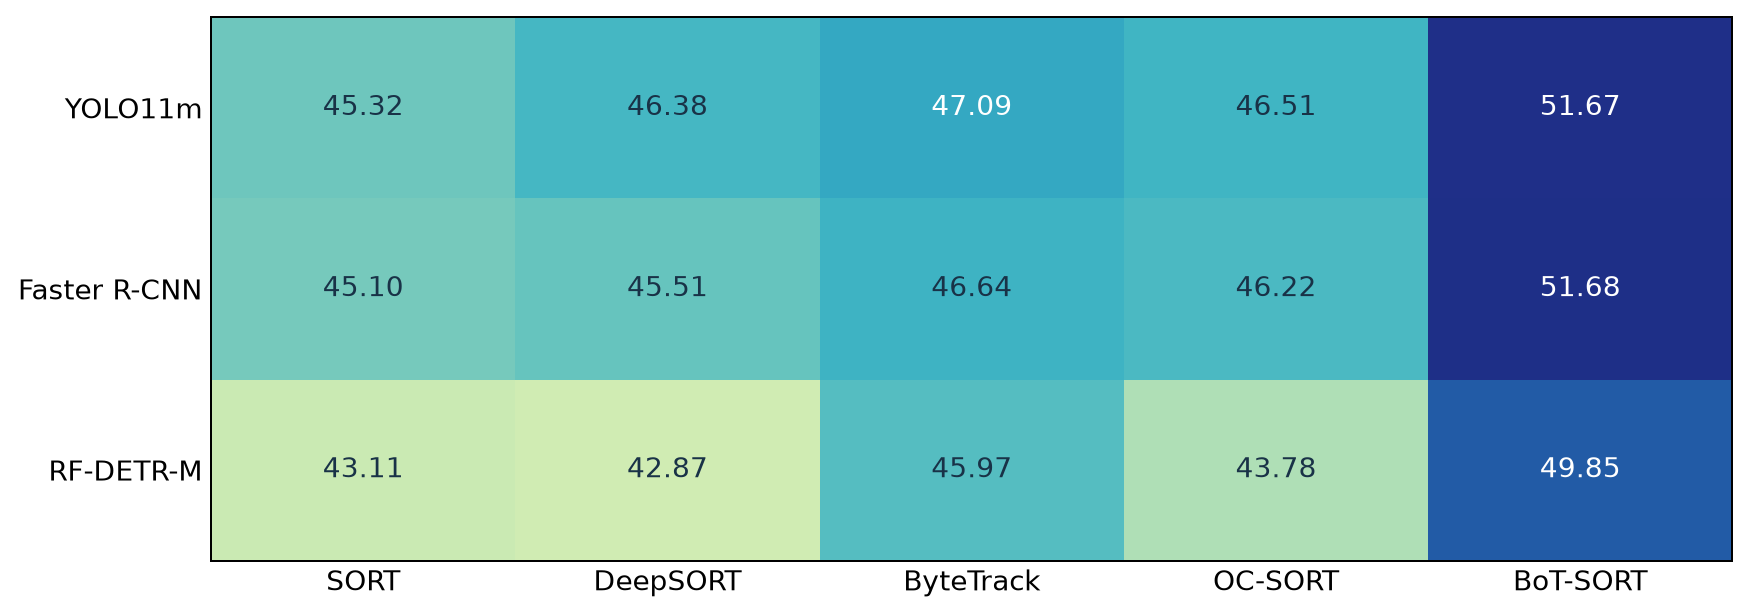 YOLO11m 45.32 46.38 47.09 46.51 51.67
Faster R-CNN 45.10 45.51 46.64 46.22 51.68
RF-DETR-M 43.11 42.87 45.97 43.78 49.85
SORT DeepSORT ByteTrack OC-SORT BoT-SORT